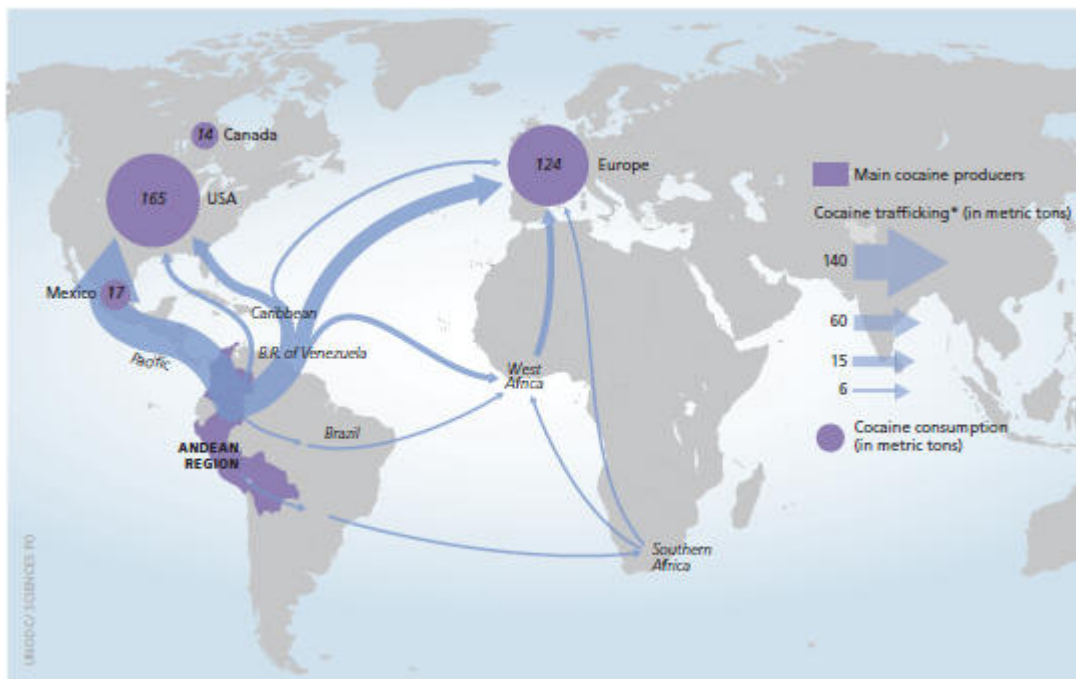 14 Canada
165 USA
124 Europe
Mexico 17
Main cocaine producers
Cocaine trafficking* (in metric tons)
140
60
15
6
Cocaine consumption
(in metric tons)
Caribbean
B.R. of Venezuela
Pacific
West
Africa
Brazil
ANDEAN
REGION
Southern
Africa
UNODC/ SCIENCES PO